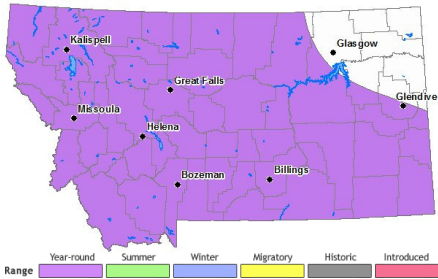 Kalispell
Glasgow
Great Falls
Glendive
Missoula
Helena
Bozeman
Billings
Year-round Summer Winter Migratory Historic Introduced
Range